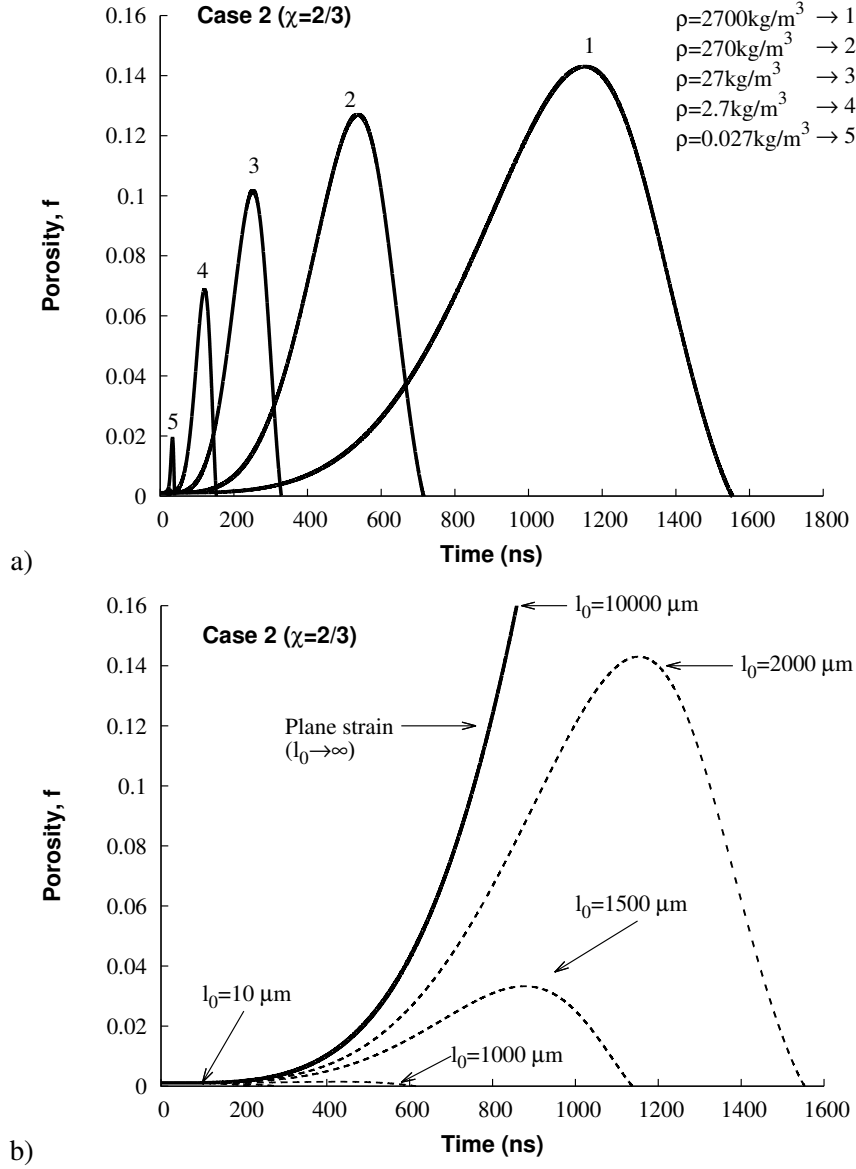 Case 2 (χ=2/3)
ρ=2700kg/m³ → 1
ρ=270kg/m³ → 2
ρ=27kg/m³ → 3
ρ=2.7kg/m³ → 4
ρ=0.027kg/m³ → 5
0.16
0.14
0.12
0.1
0.08
0.06
0.04
0.02
0
Porosity, f
1
2
3
4
5
0 200 400 600 800 1000 1200 1400 1600 1800
Time (ns)
a)
Case 2 (χ=2/3)
0.16
0.14
0.12
0.1
0.08
0.06
0.04
0.02
0
Porosity, f
l₀=10000 μm
l₀=2000 μm
Plane strain
(l₀→∞)
l₀=1500 μm
l₀=10 μm
l₀=1000 μm
0 200 400 600 800 1000 1200 1400 1600
Time (ns)
b)